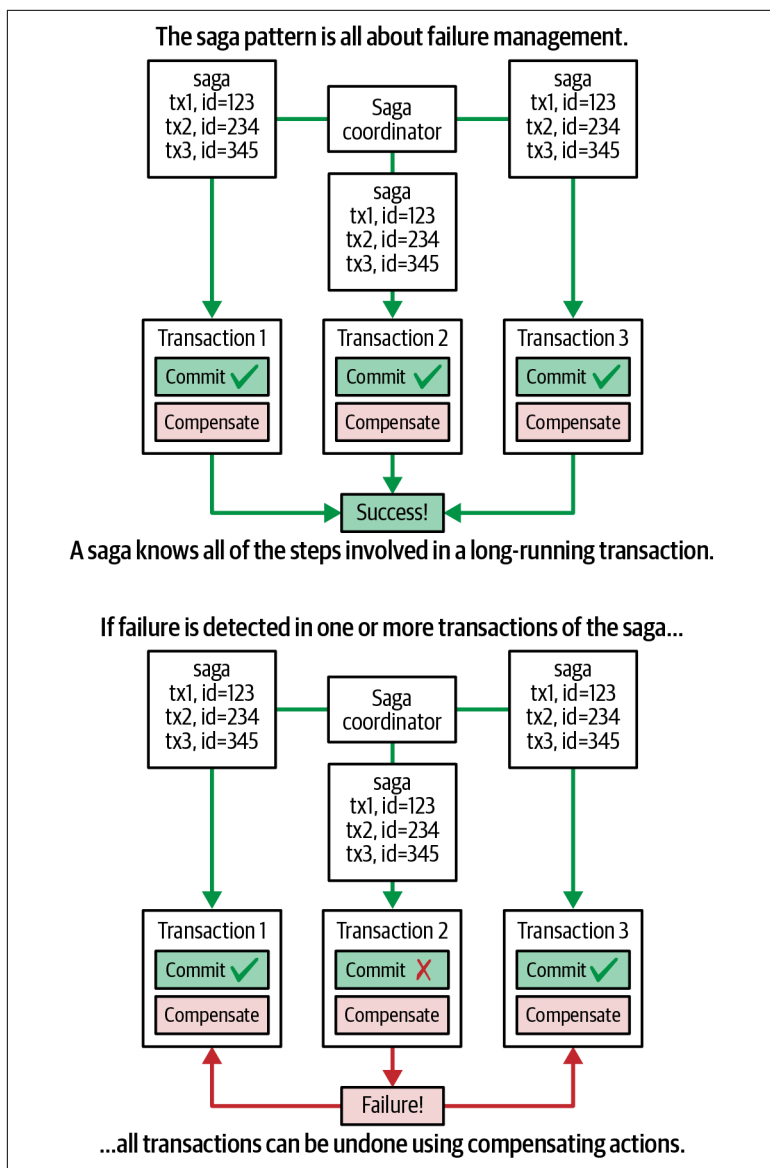 The saga pattern is all about failure management.
saga
tx1, id=123
tx2, id=234
tx3, id=345
Saga
coordinator
saga
tx1, id=123
tx2, id=234
tx3, id=345
saga
tx1, id=123
tx2, id=234
tx3, id=345
Transaction 1
Commit
Compensate
Transaction 2
Commit
Compensate
Transaction 3
Commit
Compensate
Success!
A saga knows all of the steps involved in a long-running transaction.
If failure is detected in one or more transactions of the saga...
saga
tx1, id=123
tx2, id=234
tx3, id=345
Saga
coordinator
saga
tx1, id=123
tx2, id=234
tx3, id=345
saga
tx1, id=123
tx2, id=234
tx3, id=345
Transaction 1
Commit
Compensate
Transaction 2
Commit
Compensate
Transaction 3
Commit
Compensate
Failure!
...all transactions can be undone using compensating actions.